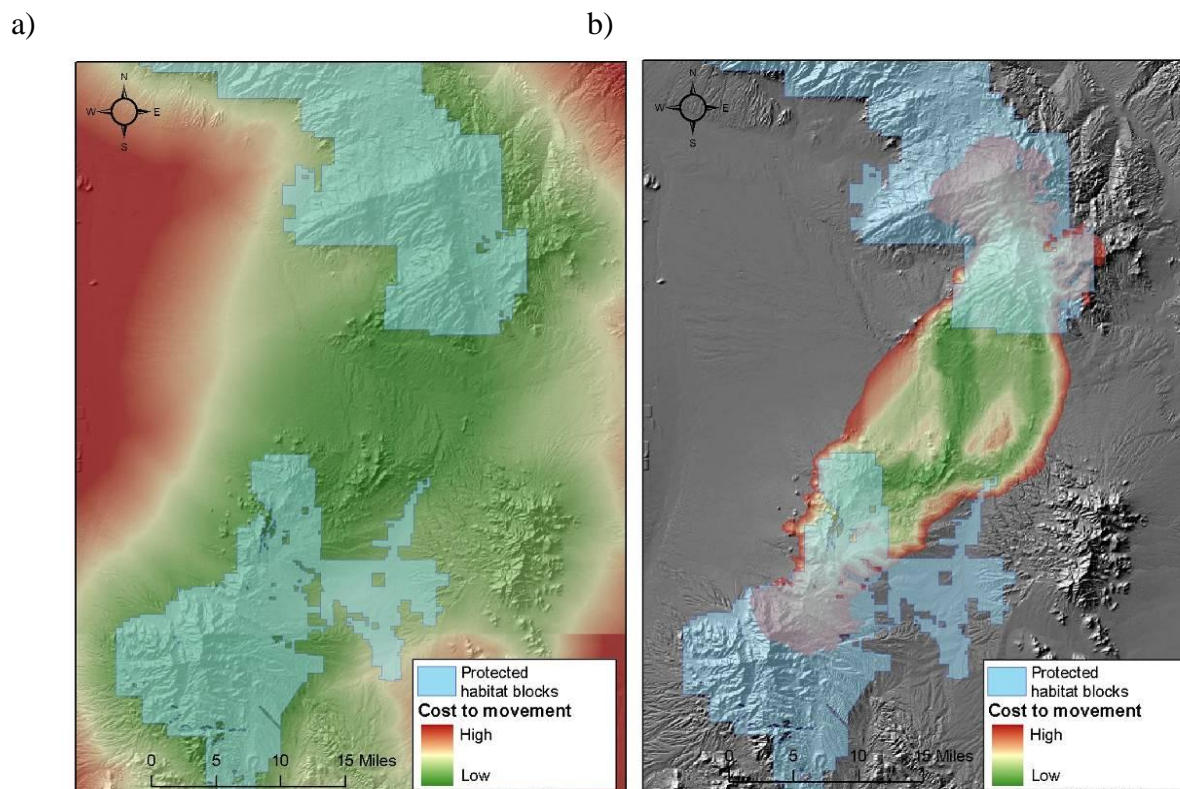 a)
b)
N
W E
S
Protected
habitat blocks
Cost to movement
High
Low
0 5 10 15 Miles
N
W E
S
Protected
habitat blocks
Cost to movement
High
Low
0 5 10 15 Miles